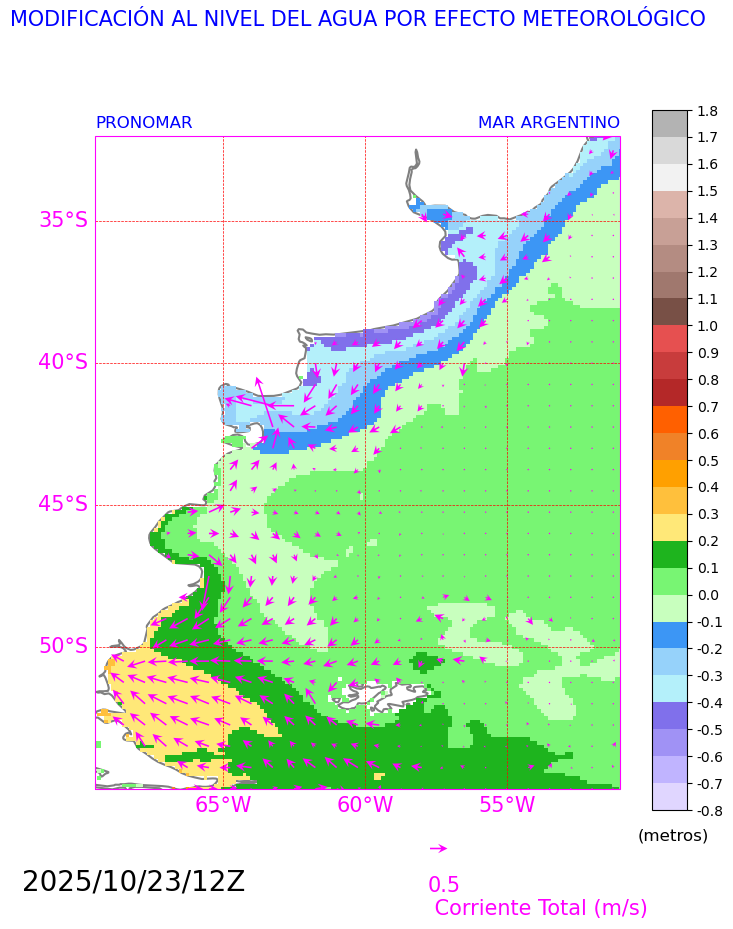 MODIFICACIÓN AL NIVEL DEL AGUA POR EFECTO METEOROLÓGICO
PRONOMAR MAR ARGENTINO
35°S
40°S
45°S
50°S
65°W 60°W 55°W
1.8
1.7
1.6
1.5
1.4
1.3
1.2
1.1
1.0
0.9
0.8
0.7
0.6
0.5
0.4
0.3
0.2
0.1
0.0
-0.1
-0.2
-0.3
-0.4
-0.5
-0.6
-0.7
-0.8
(metros)
2025/10/23/12Z
0.5
Corriente Total (m/s)